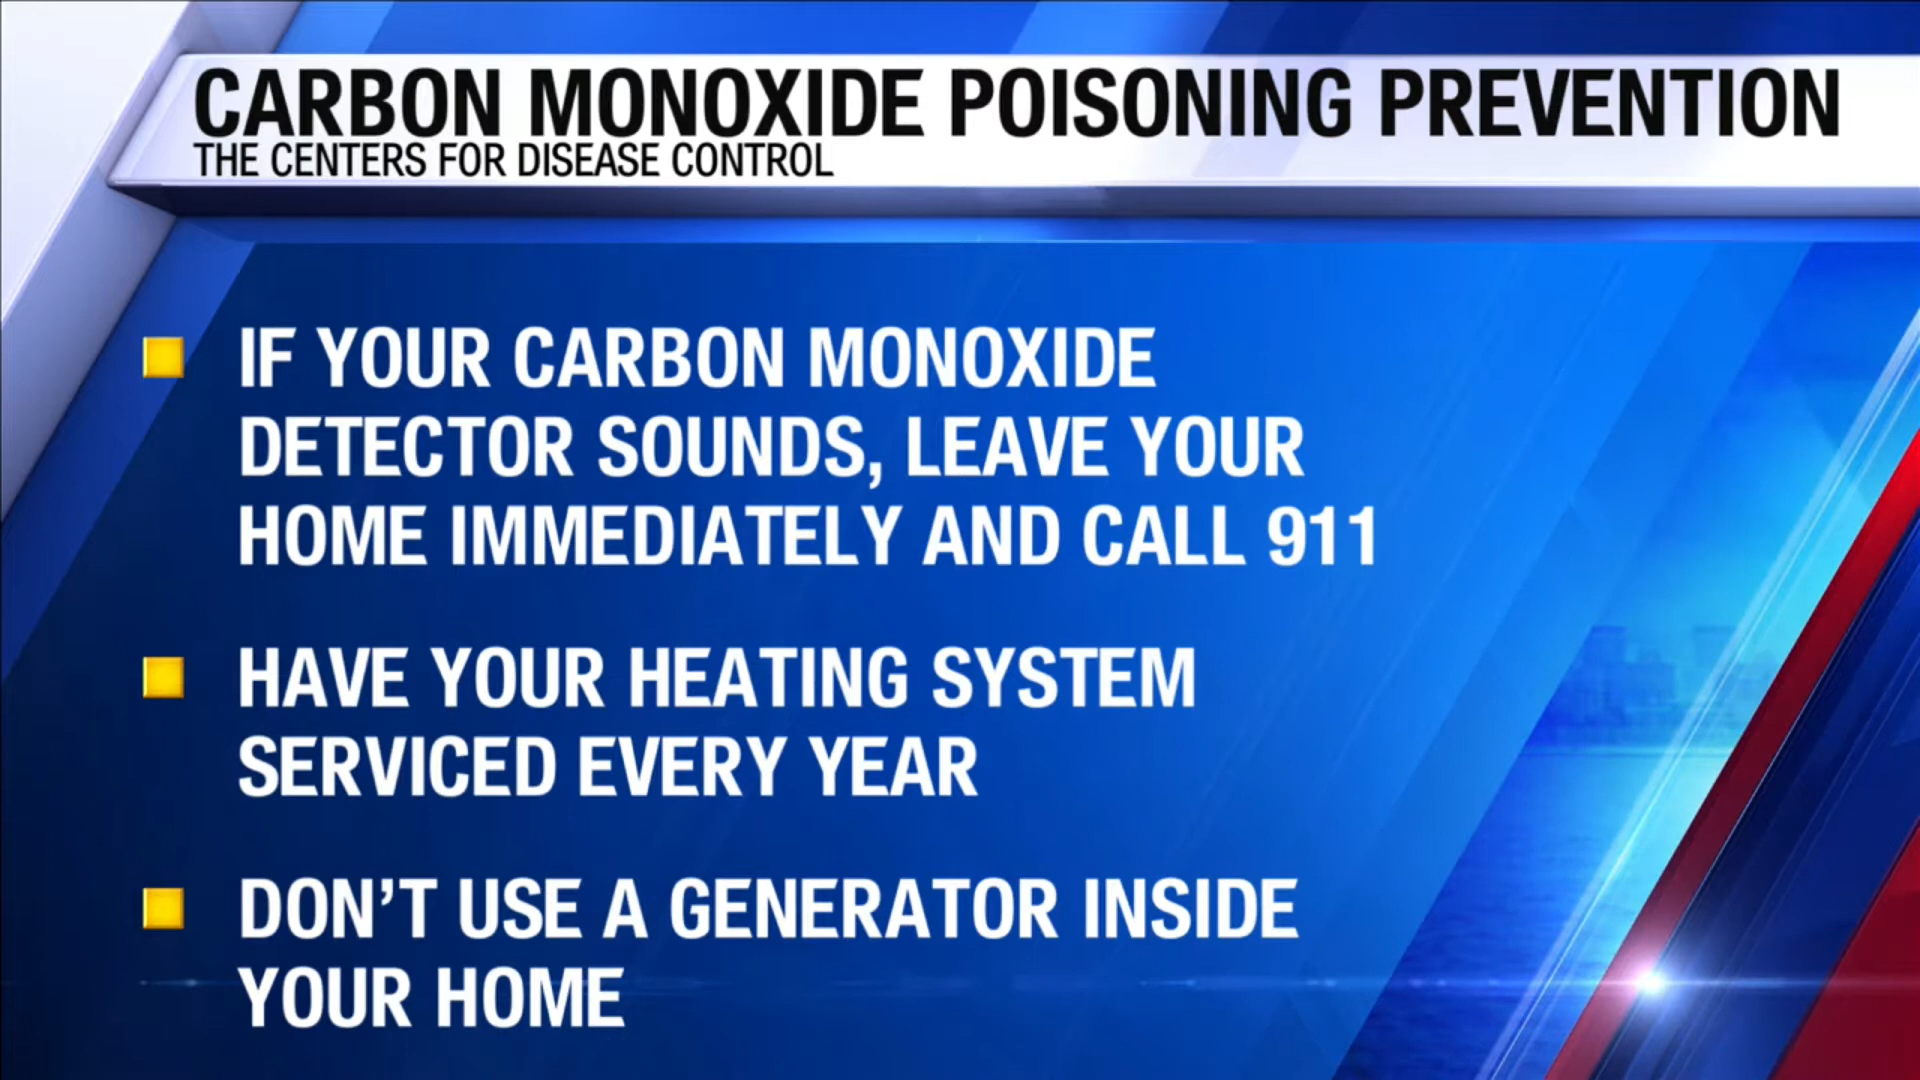 CARBON MONOXIDE POISONING PREVENTION
THE CENTERS FOR DISEASE CONTROL
IF YOUR CARBON MONOXIDE
DETECTOR SOUNDS, LEAVE YOUR
HOME IMMEDIATELY AND CALL 911
HAVE YOUR HEATING SYSTEM
SERVICED EVERY YEAR
DON’T USE A GENERATOR INSIDE
YOUR HOME